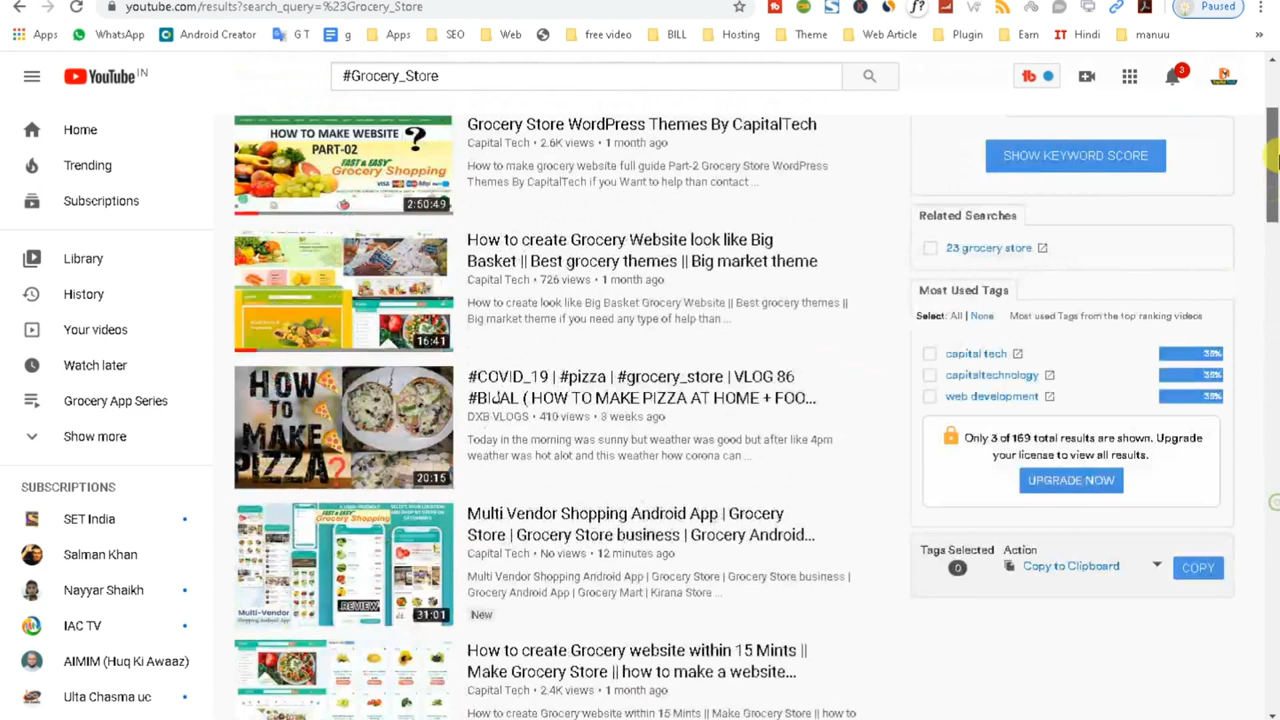 youtube.com/results?search_query=%23Grocery_Store
Paused
Apps
WhatsApp
Android Creator
G T
g
Apps
SEO
Web
free video
BILL
Hosting
Theme
Web Article
Plugin
Earn
IT Hindi
manuu
»
YouTube IN
#Grocery_Store
tb
3
Home
Trending
Subscriptions
Library
History
Your videos
Watch later
Grocery App Series
Show more
SUBSCRIPTIONS
SET India
Salman Khan
Nayyar Shaikh
IAC TV
AIMIM (Huq Ki Awaaz)
Ulta Chasma uc
HOW TO MAKE WEBSITE ?
PART-02
FAST & EASY
Grocery Shopping
VISA
2:50:49
Grocery Store WordPress Themes By CapitalTech
Capital Tech • 2.6K views • 1 month ago
How to make grocery website full guide Part-2 Grocery Store WordPress
Themes By CapitalTech if you Want to help than contact ...
16:41
How to create Grocery Website look like Big
Basket || Best grocery themes || Big market theme
Capital Tech • 726 views • 1 month ago
How to create look like Big Basket Grocery Website || Best grocery themes ||
Big market theme if you need any type of help than ...
HOW
TO
MAKE
PIZZA?
20:15
#COVID_19 | #pizza | #grocery_store | VLOG 86
#BIJAL ( HOW TO MAKE PIZZA AT HOME + FOO...
DXB VLOGS • 410 views • 3 weeks ago
Today in the morning was sunny but weather was good but after like 4pm
weather was hot alot and this weather how corona can ...
FAST & EASY
Grocery Shopping
REVIEW
Multi-Vendor
31:01
Multi Vendor Shopping Android App | Grocery
Store | Grocery Store business | Grocery Android...
Capital Tech • No views • 12 minutes ago
Multi Vendor Shopping Android App | Grocery Store | Grocery Store business |
Grocery Android App | Grocery Mart | Kirana Store ...
New
How to create Grocery website within 15 Mints ||
Make Grocery Store || how to make a website...
1 month ago
How to create Grocery website within 15 Mints || Make Grocery Store || how to
SHOW KEYWORD SCORE
Related Searches
23 grocery store
Most Used Tags
Select: All | None Most used Tags from the top ranking videos
capital tech 38%
capitaltechnology 38%
web development 38%
Only 3 of 169 total results are shown. Upgrade
your license to view all results.
UPGRADE NOW
Tags Selected
0
Action
Copy to Clipboard
COPY